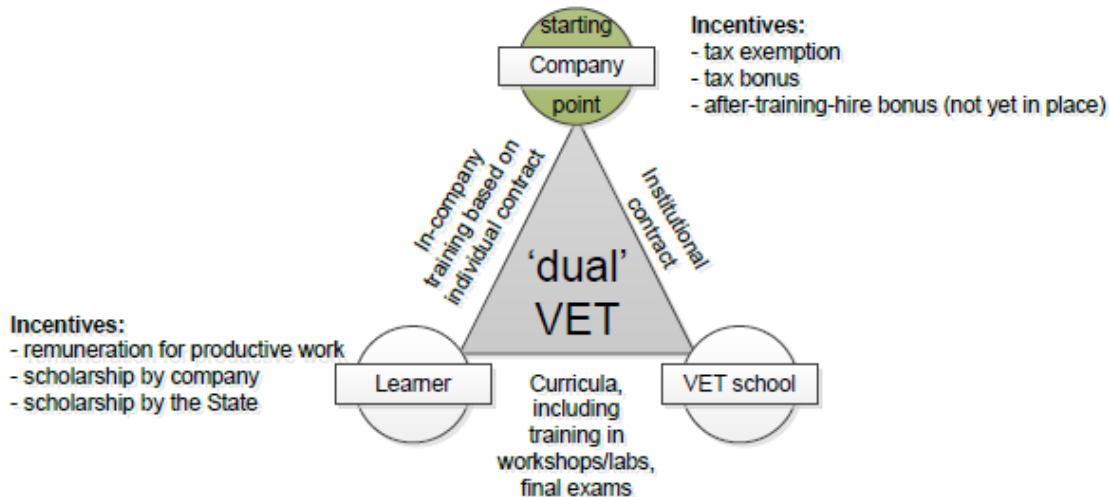 starting
Company
point
Incentives:
- tax exemption
- tax bonus
- after-training-hire bonus (not yet in place)
In-company
training based on
individual contract
Institutional
contract
‘dual’
VET
Incentives:
- remuneration for productive work
- scholarship by company
- scholarship by the State
Learner
Curricula,
including
training in
workshops/labs,
final exams
VET school